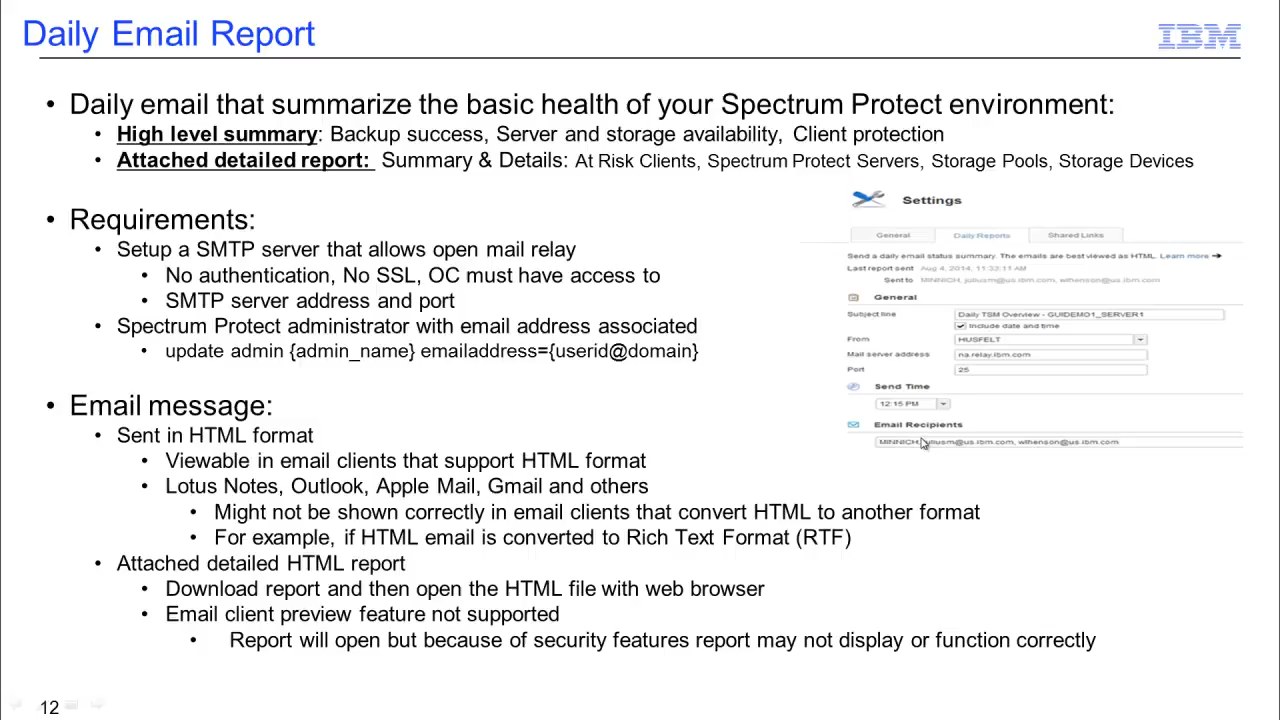 Daily Email Report
IBM
• Daily email that summarize the basic health of your Spectrum Protect environment:
• High level summary: Backup success, Server and storage availability, Client protection
• Attached detailed report: Summary & Details: At Risk Clients, Spectrum Protect Servers, Storage Pools, Storage Devices
• Requirements:
• Setup a SMTP server that allows open mail relay
• No authentication, No SSL, OC must have access to
• SMTP server address and port
• Spectrum Protect administrator with email address associated
• update admin {admin_name} emailaddress={userid@domain}
Settings
General Daily Reports Shared Links
Send a daily email status summary. The emails are best viewed as HTML. Learn more →
Last report sent Aug 4, 2014, 11:33:11 AM
Sent to MINNICH, juliusm@us.ibm.com, wlhenson@us.ibm.com
General
Subject line Daily TSM Overview - GUIDEMO1_SERVER1
Include date and time
From HUSFELT
Mail server address na.relay.ibm.com
Port 25
Send Time
12:15 PM
Email Recipients
MINNICH, juliusm@us.ibm.com, wlhenson@us.ibm.com
• Email message:
• Sent in HTML format
• Viewable in email clients that support HTML format
• Lotus Notes, Outlook, Apple Mail, Gmail and others
• Might not be shown correctly in email clients that convert HTML to another format
• For example, if HTML email is converted to Rich Text Format (RTF)
• Attached detailed HTML report
• Download report and then open the HTML file with web browser
• Email client preview feature not supported
• Report will open but because of security features report may not display or function correctly
12